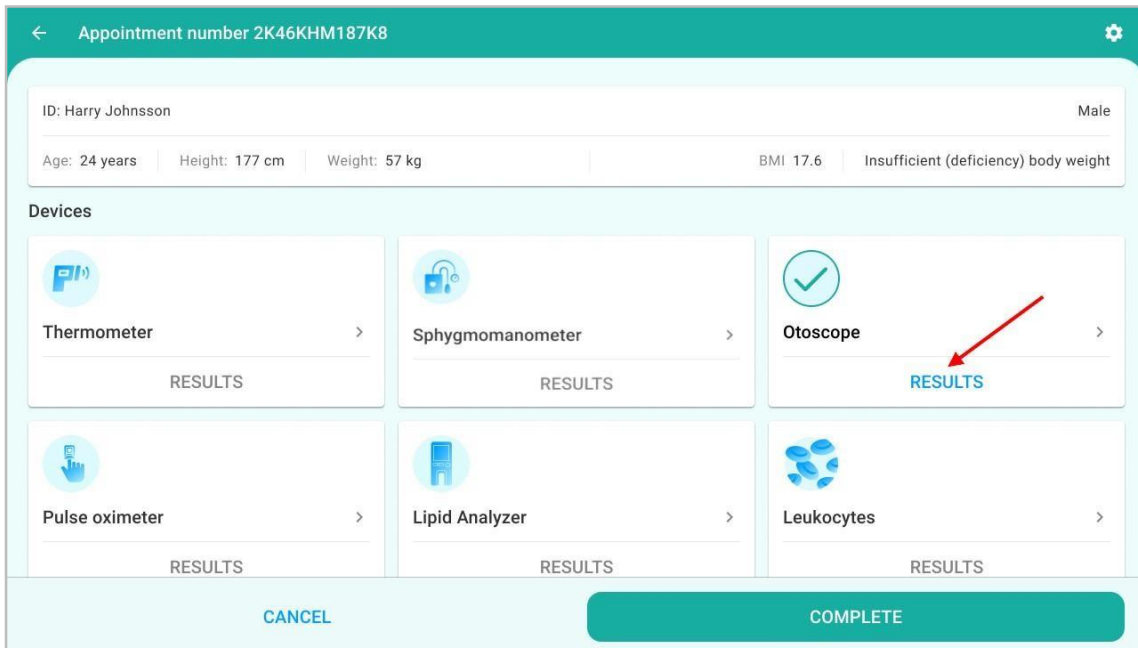 Appointment number 2K46KHM187K8
ID: Harry Johnsson Male
Age: 24 years Height: 177 cm Weight: 57 kg BMI 17.6 Insufficient (deficiency) body weight
Devices
Thermometer Sphygmomanometer Otoscope
RESULTS RESULTS RESULTS
Pulse oximeter Lipid Analyzer Leukocytes
RESULTS RESULTS RESULTS
CANCEL COMPLETE